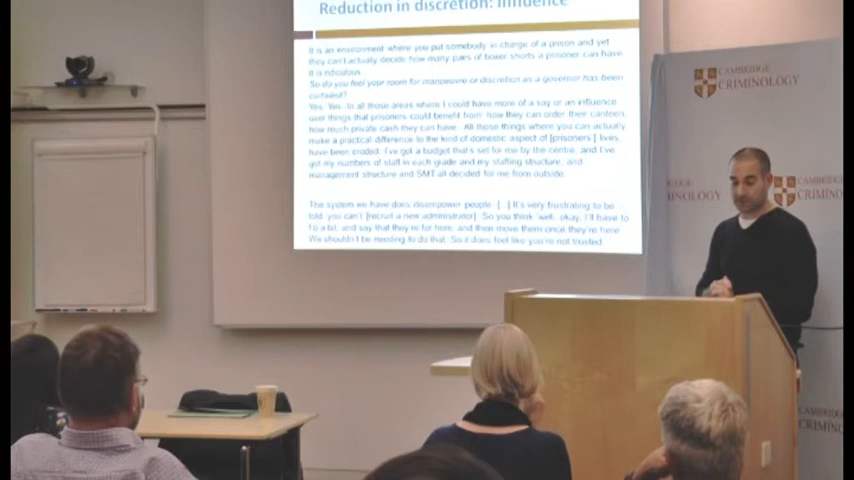 Reduction in discretion: Influence
It is an environment where you put somebody in charge of a prison and yet
they can't actually decide how many pairs of boxer shorts a prisoner can have.
It is ridiculous.
So do you feel your room for manoeuvre or discretion as a governor has been
curtailed?
Yes. Yes. In all those areas where I could have more of a say or an influence
over things that prisoners could benefit from: how they can order their canteen,
how much private cash they can have. All those things where you can actually
make a practical difference to the kind of domestic aspect of [prisoners'] lives
have been eroded. I've got a budget that's set for me by the centre, and I've
got my numbers of staff in each grade and my staffing structure, and
management structure and SMT all decided for me from outside.
The system we have does disempower people. [...] It's very frustrating to be
told 'you can't [recruit a new administrator]. So you think 'well, okay, I'll have to
a bit, and say that they're for here, and then move them once they're here.
We shouldn't be needing to do that. So it does feel like you're not trusted
CAMBRIDGE
CRIMINOLOGY
CAMBRIDGE
CRIMINO
RIDGE
INOLOGY
CAMBRIDG
CRIMIN